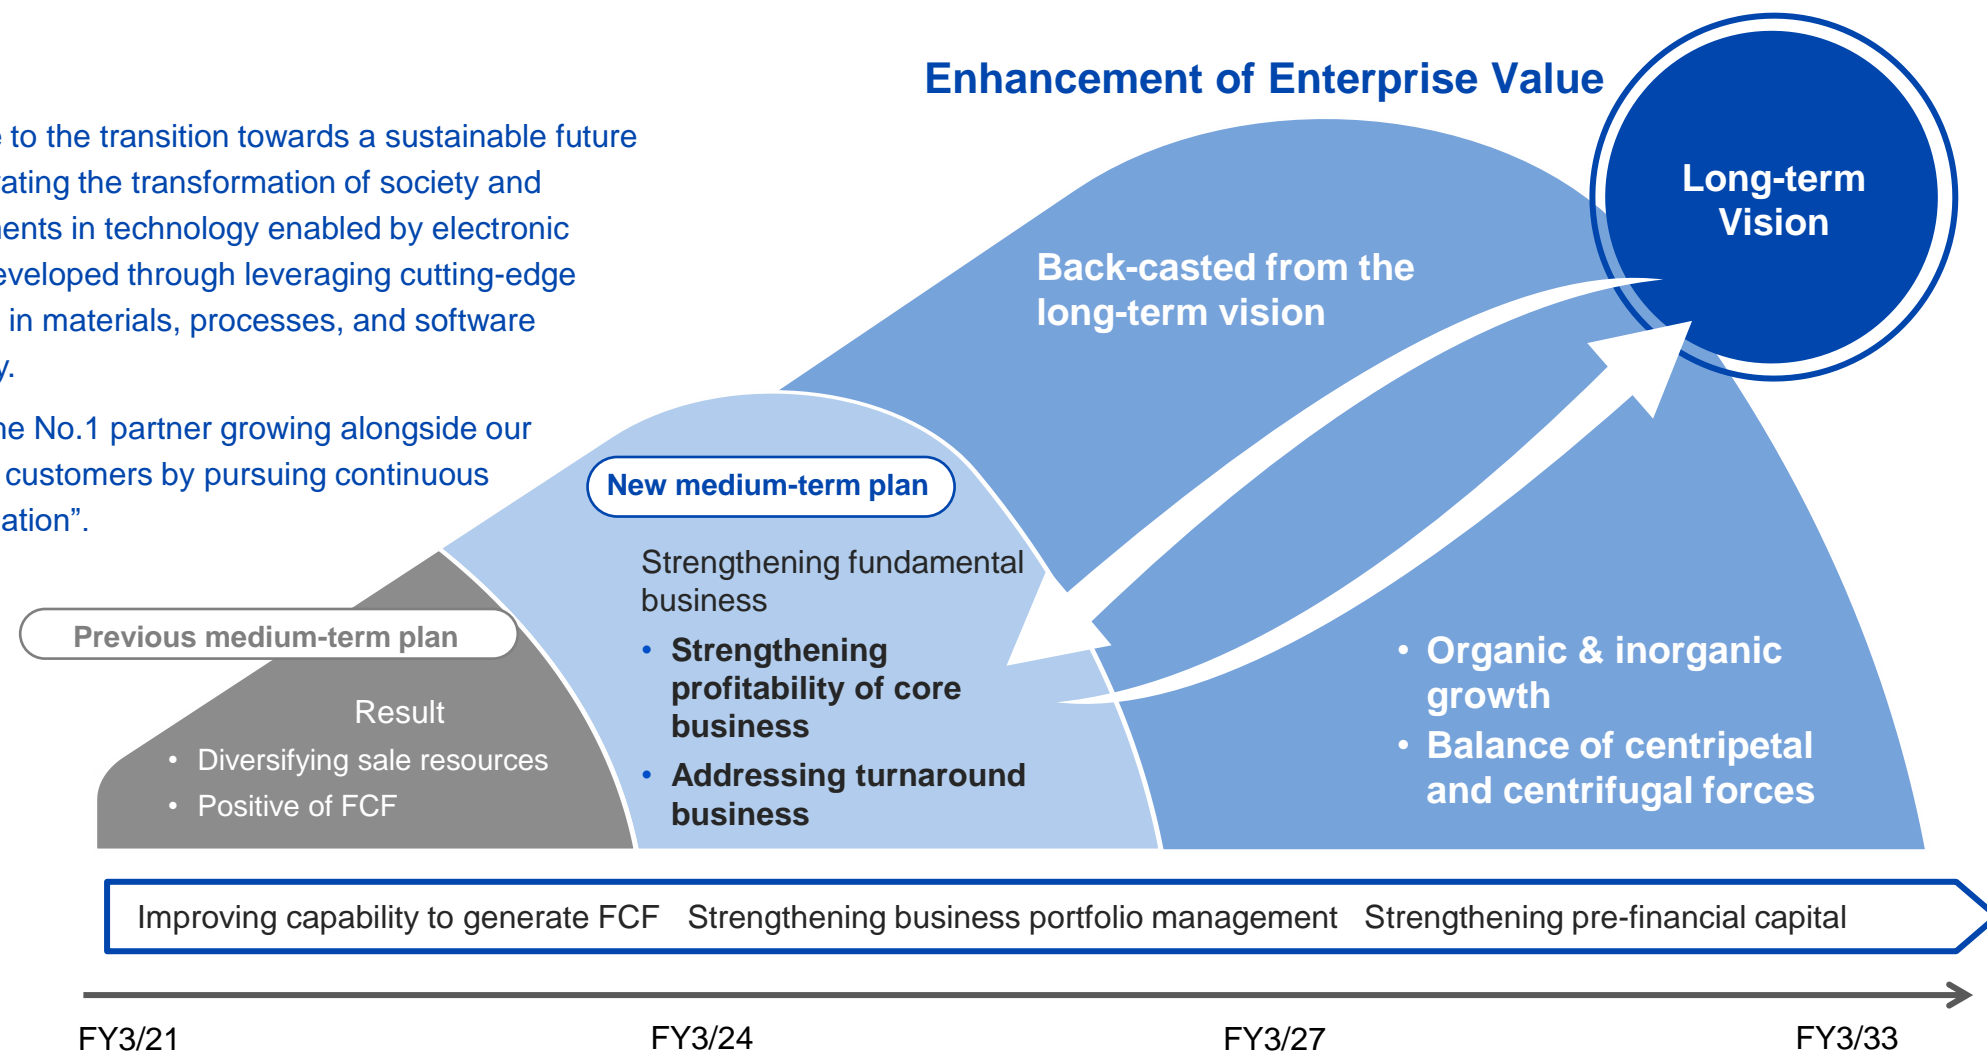 Enhancement of Enterprise Value
to the transition towards a sustainable future
the transformation of society and
in technology enabled by electronic
through leveraging cutting-edge
in materials, processes, and software
No.1 partner growing alongside our
customers by pursuing continuous
Long-term
Vision
Back-casted from the
long-term vision
New medium-term plan
Strengthening fundamental
business
• Strengthening
profitability of core
business
• Addressing turnaround
business
Previous medium-term plan
Result
• Diversifying sale resources
• Positive of FCF
• Organic & inorganic
growth
• Balance of centripetal
and centrifugal forces
Improving capability to generate FCF Strengthening business portfolio management Strengthening pre-financial capital
FY3/21 FY3/24 FY3/27 FY3/33